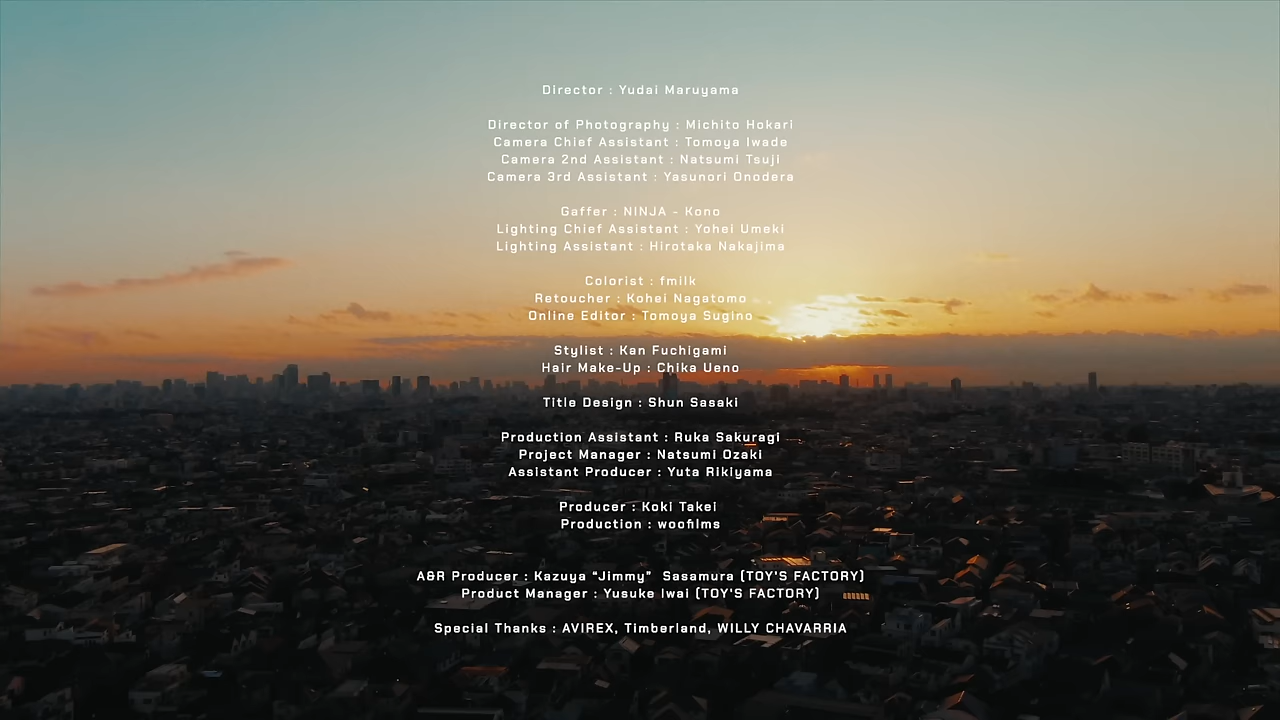 Director : Yudai Maruyama
Director of Photography : Michito Hokari
Camera Chief Assistant : Tomoya Iwade
Camera 2nd Assistant : Natsumi Tsuji
Camera 3rd Assistant : Yasunori Onodera
Gaffer : NINJA - Kono
Lighting Chief Assistant : Yohei Umeki
Lighting Assistant : Hirotaka Nakajima
Colorist : fmilk
Retoucher : Kohei Nagatomo
Online Editor : Tomoya Sugino
Stylist : Kan Fuchigami
Hair Make-Up : Chika Ueno
Title Design : Shun Sasaki
Production Assistant : Ruka Sakuragi
Project Manager : Natsumi Ozaki
Assistant Producer : Yuta Rikiyama
Producer : Koki Takei
Production : woofilms
A&R Producer : Kazuya “Jimmy” Sasamura (TOY'S FACTORY)
Product Manager : Yusuke Iwai (TOY'S FACTORY)
Special Thanks : AVIREX, Timberland, WILLY CHAVARRIA